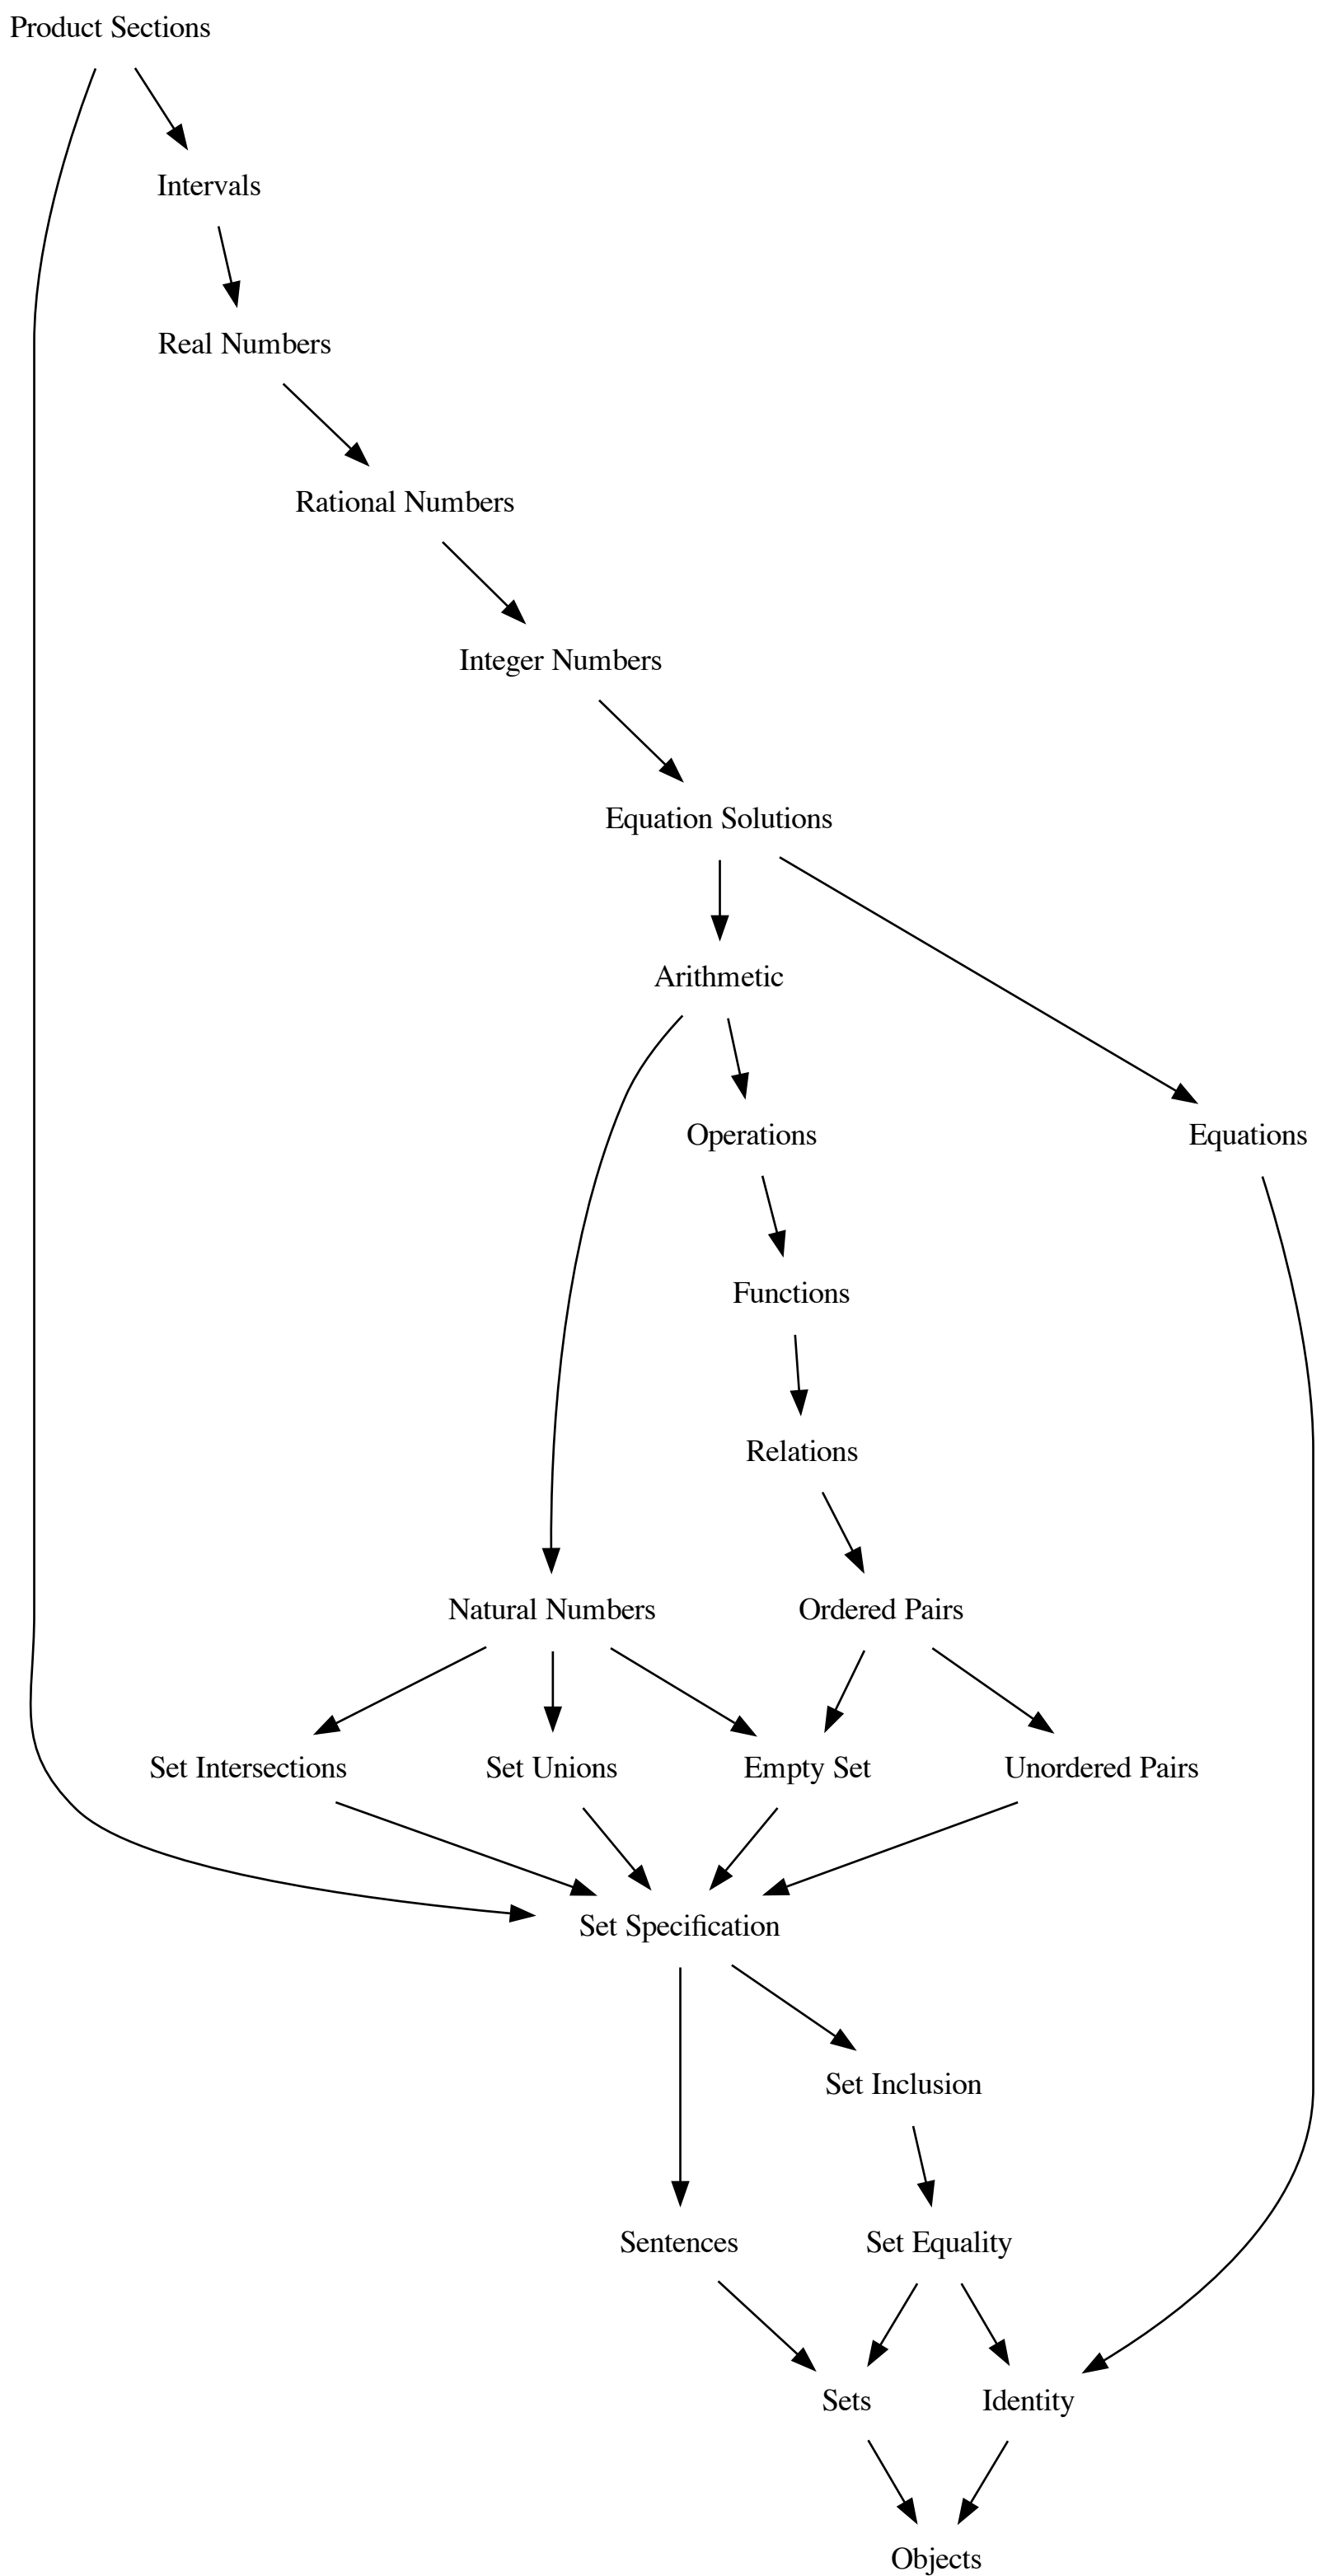 Product Sections
Intervals
Real Numbers
Rational Numbers
Integer Numbers
Equation Solutions
Arithmetic
Operations
Equations
Functions
Relations
Natural Numbers
Ordered Pairs
Set Intersections
Set Unions
Empty Set
Unordered Pairs
Set Specification
Set Inclusion
Sentences
Set Equality
Sets
Identity
Objects